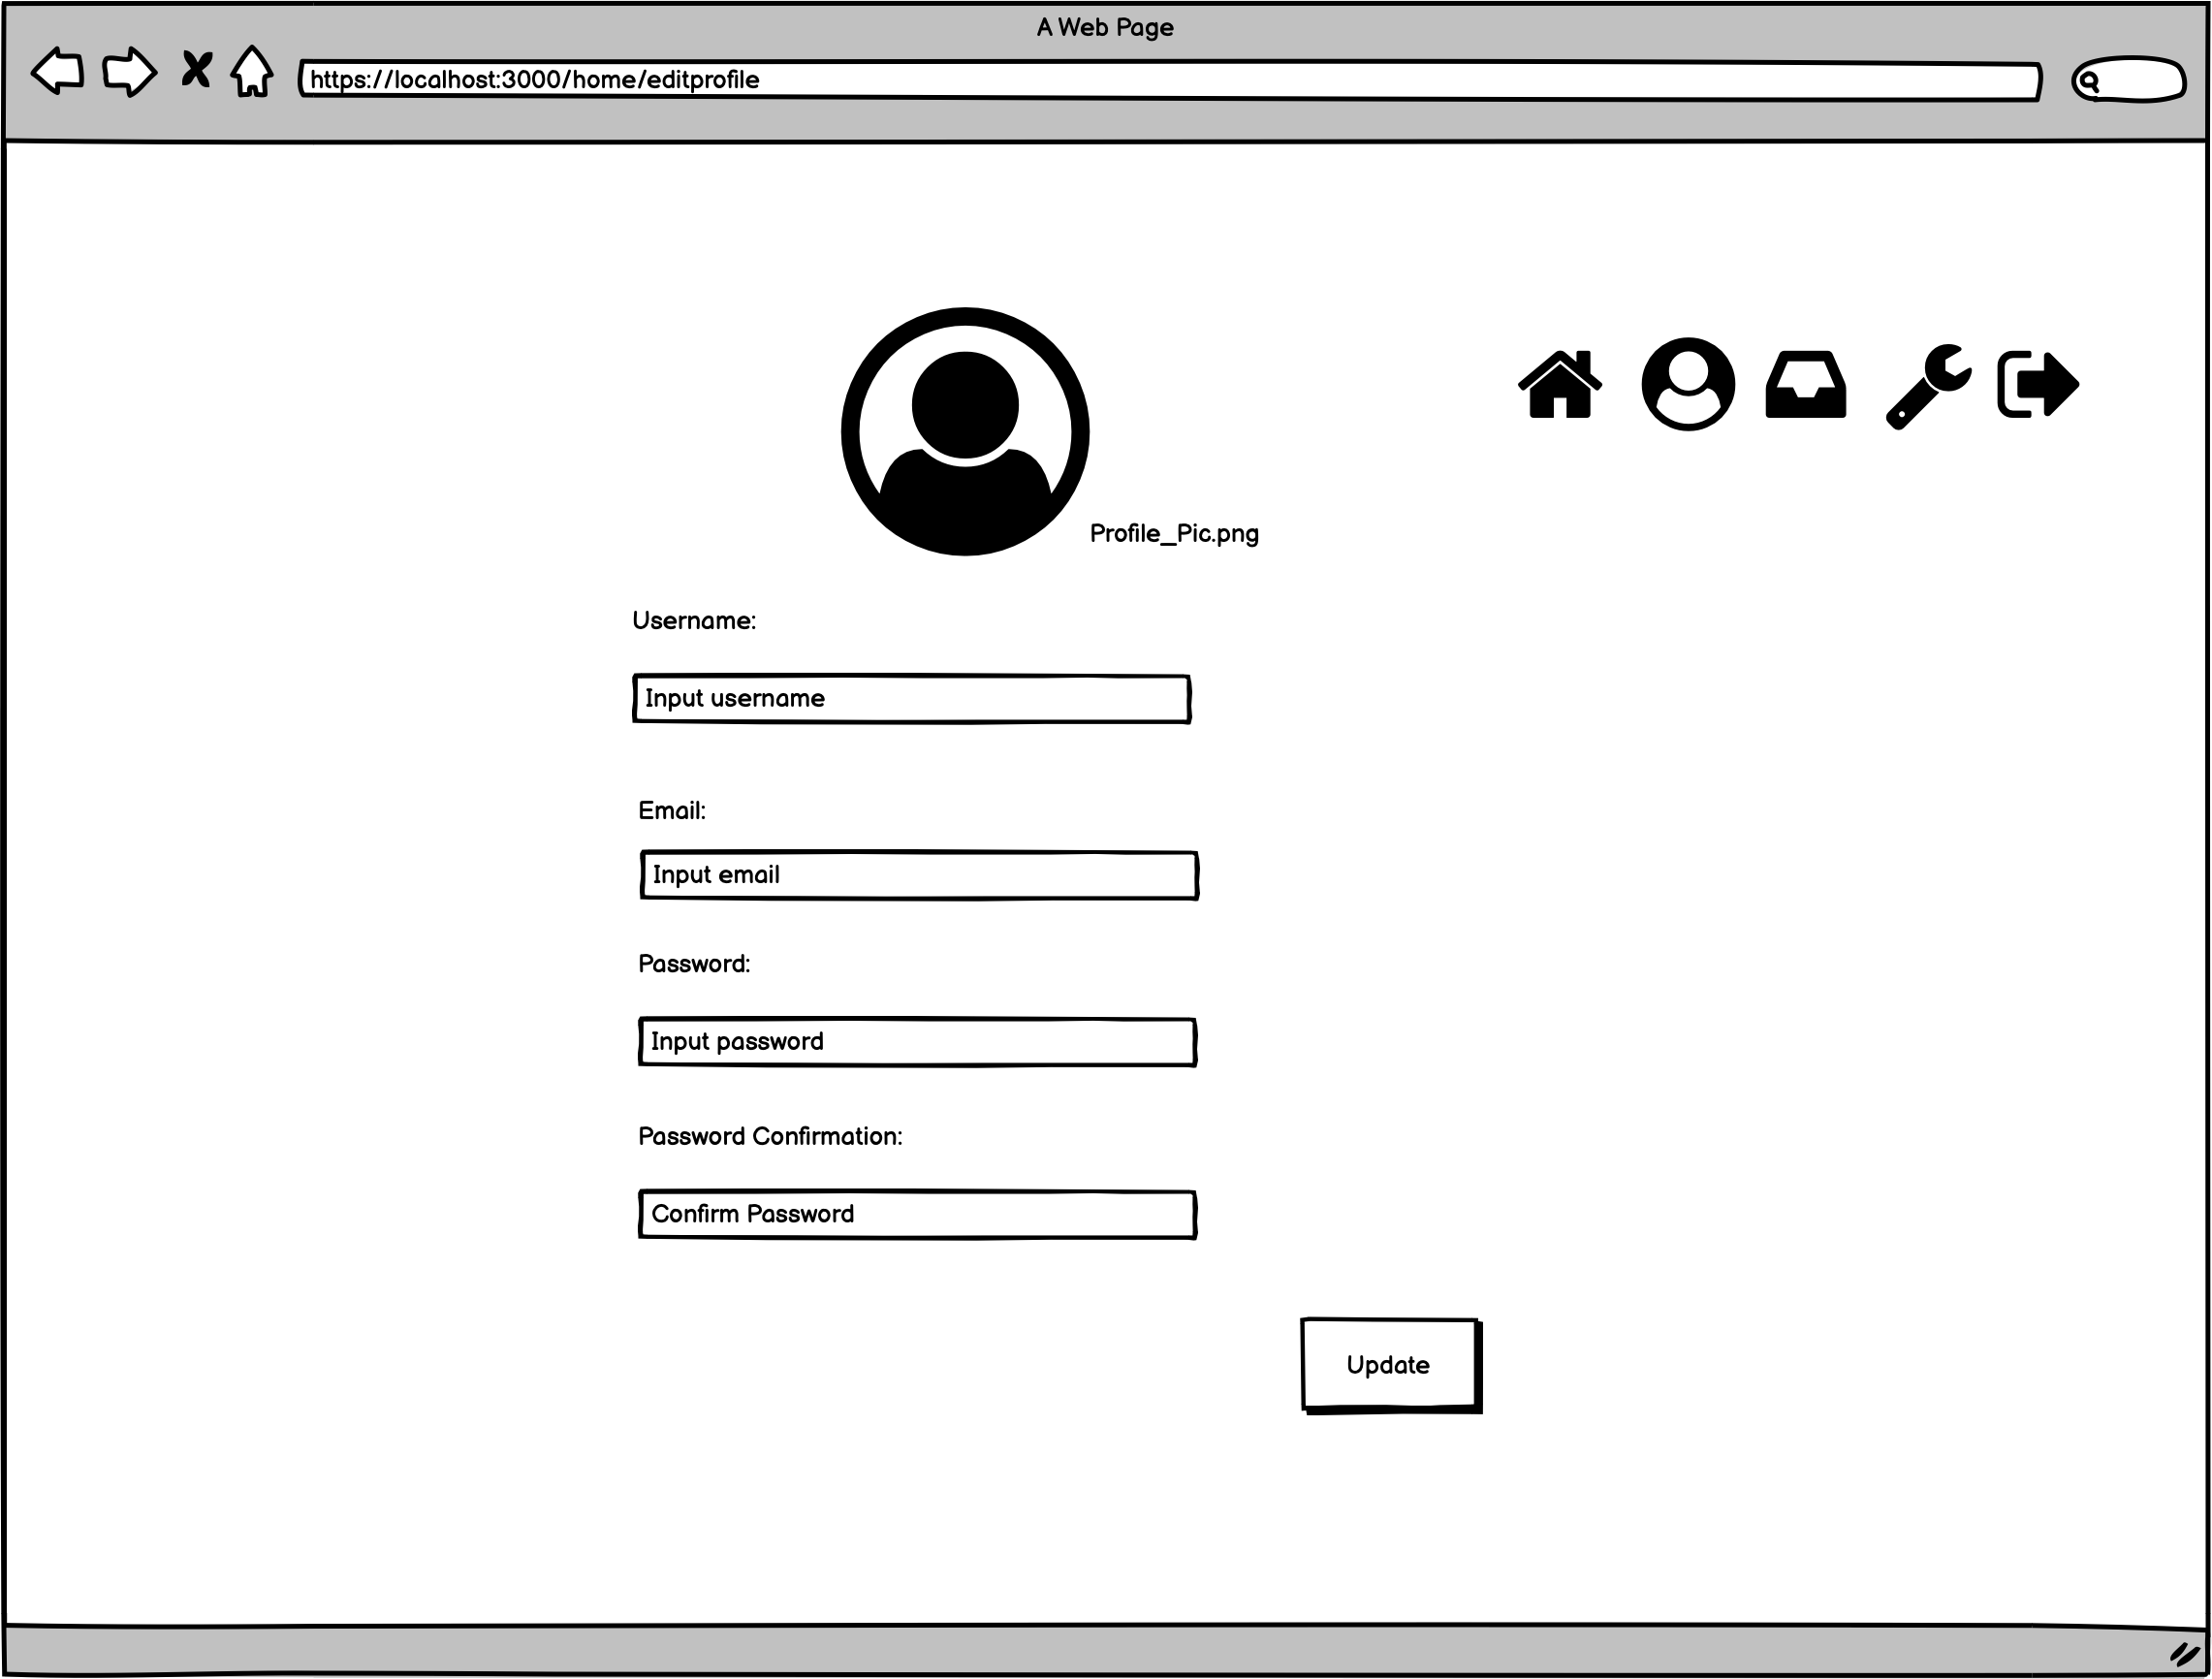 A Web Page
https://localhost:3000/home/editprofile
Profile_Pic.png
Username:
Input username
Email:
Input email
Password:
Input password
Password Confirmation:
Confirm Password
Update